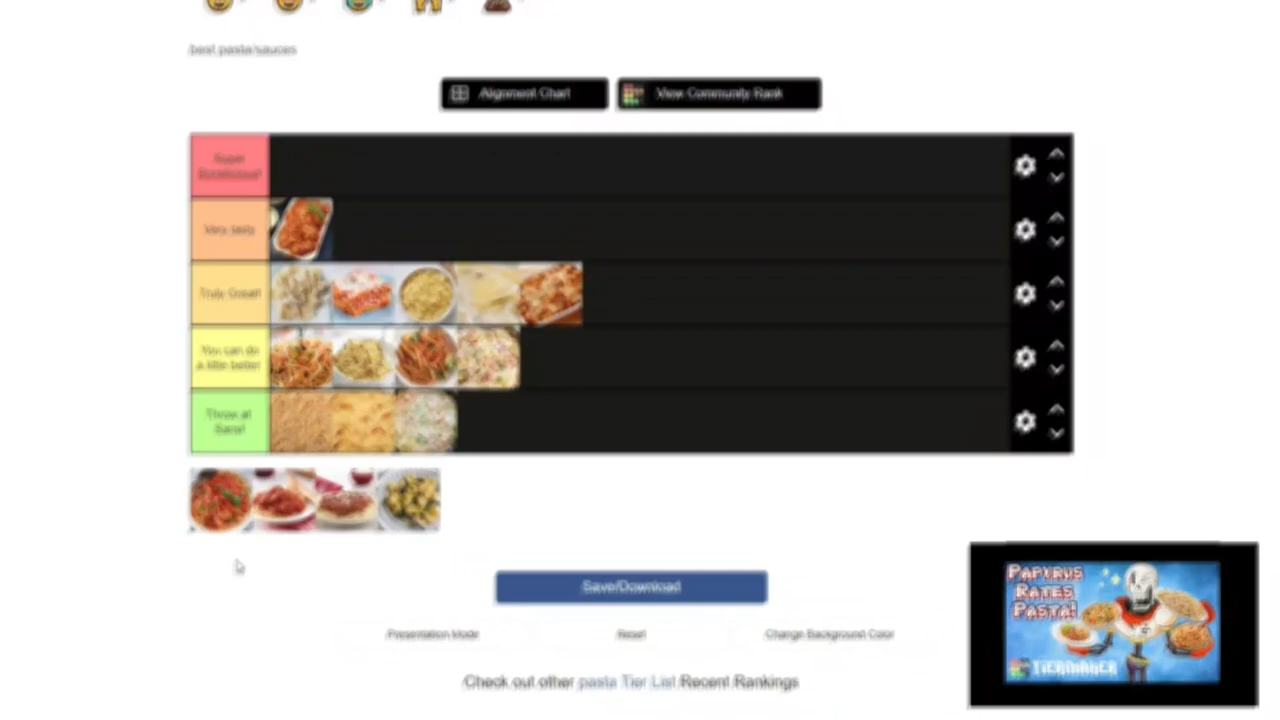 best pasta/sauces
Alignment Chart
View Community Rank
Super
Very tasty
Truly Great!
You can do
a little better
Throw at
Sans!
Save/Download
Presentation Mode
Reset
Change Background Color
Check out other pasta Tier List Recent Rankings
PAPYRUS
RATES
PASTA!
TIERMAKER